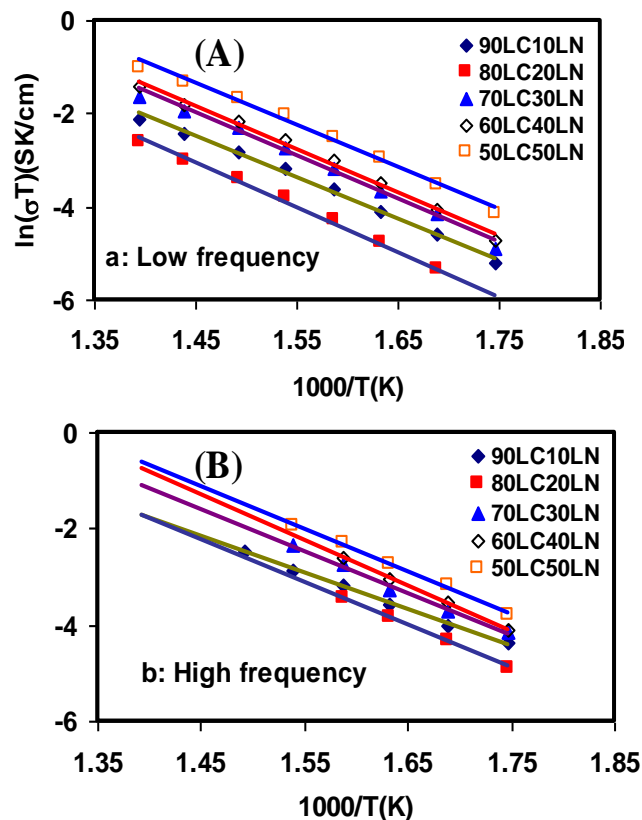 (A)
90LC10LN
80LC20LN
70LC30LN
60LC40LN
50LC50LN
0
-2
-4
-6
ln(σT)(SK/cm)
a: Low frequency
1.35 1.45 1.55 1.65 1.75 1.85
1000/T(K)
(B)
90LC10LN
80LC20LN
70LC30LN
60LC40LN
50LC50LN
0
-2
-4
-6
b: High frequency
1.35 1.45 1.55 1.65 1.75 1.85
1000/T(K)